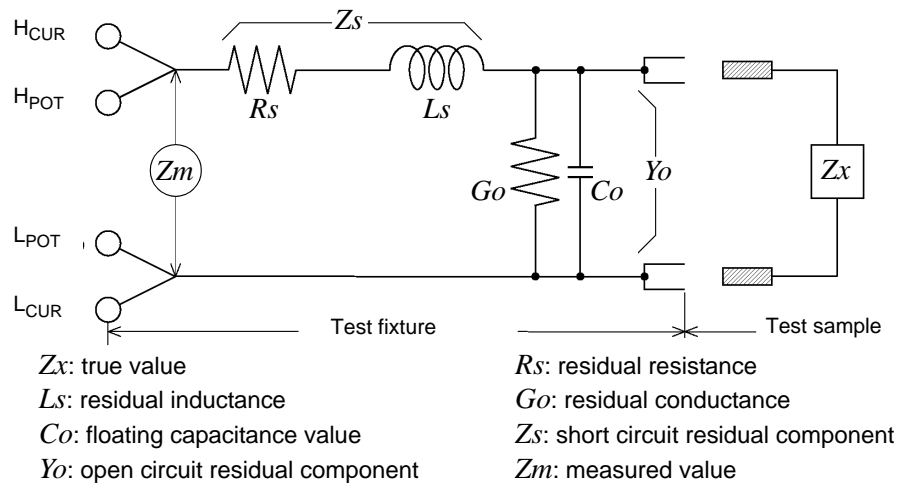 Zs
HCUR
HPOT
Rs
Ls
Zm
Go
Co
Yo
Zx
LPOT
LCUR
Test fixture
Test sample
Zx: true value
Rs: residual resistance
Ls: residual inductance
Go: residual conductance
Co: floating capacitance value
Zs: short circuit residual component
Yo: open circuit residual component
Zm: measured value